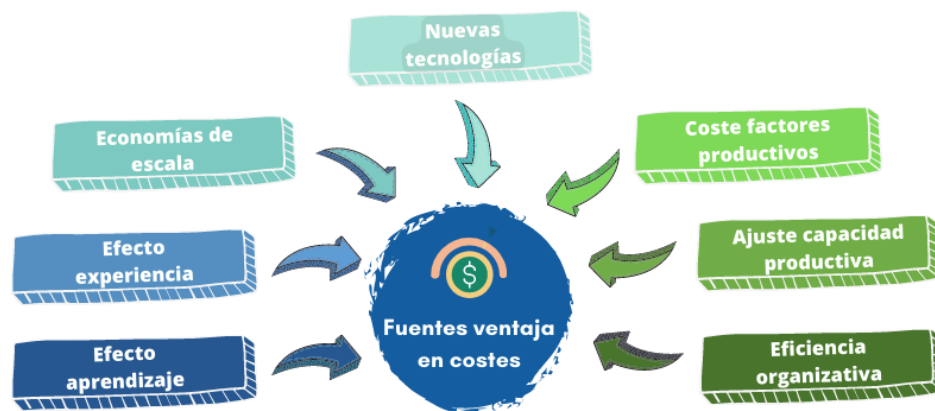 Nuevas
tecnologías
Economías de
escala
Coste factores
productivos
Efecto
experiencia
Ajuste capacidad
productiva
$
Fuentes ventaja
en costes
Efecto
aprendizaje
Eficiencia
organizativa